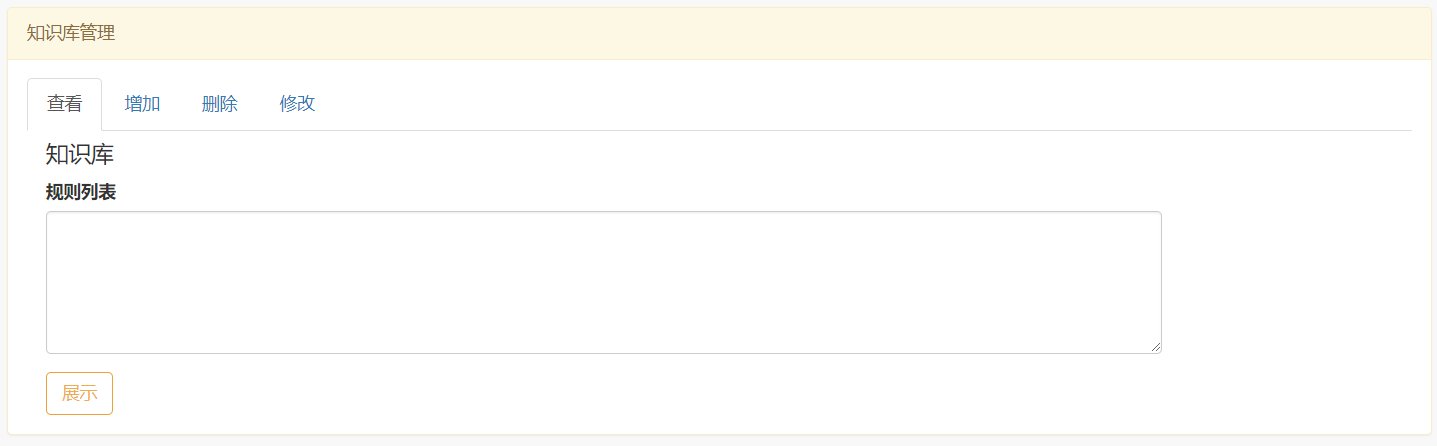 知识库管理
查看 增加 删除 修改
知识库
规则列表
展示